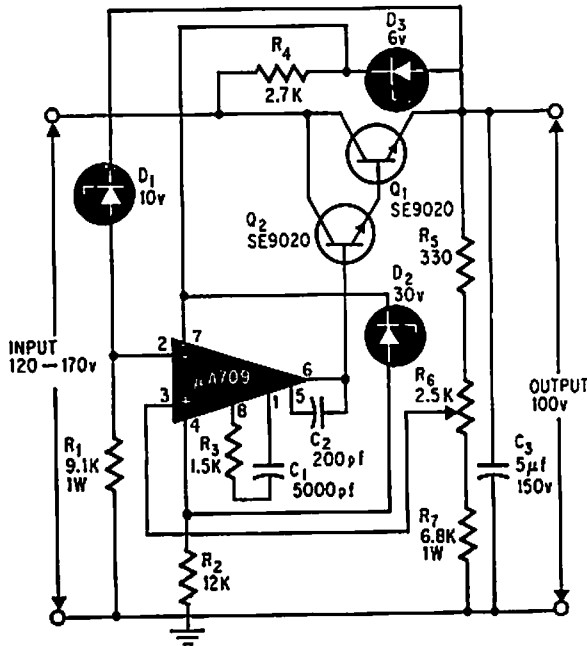 D3
6v
R4
2.7K
D1
10v
Q1
SE9020
Q2
SE9020
R5
330
D2
30v
INPUT
120–170v
2
7
3
μA709
6
4
8
1
5
R6
2.5K
OUTPUT
100v
R1
9.1K
1W
R3
1.5K
C2
200pf
C1
5000pf
C3
5μf
150v
R7
6.8K
1W
R2
12K